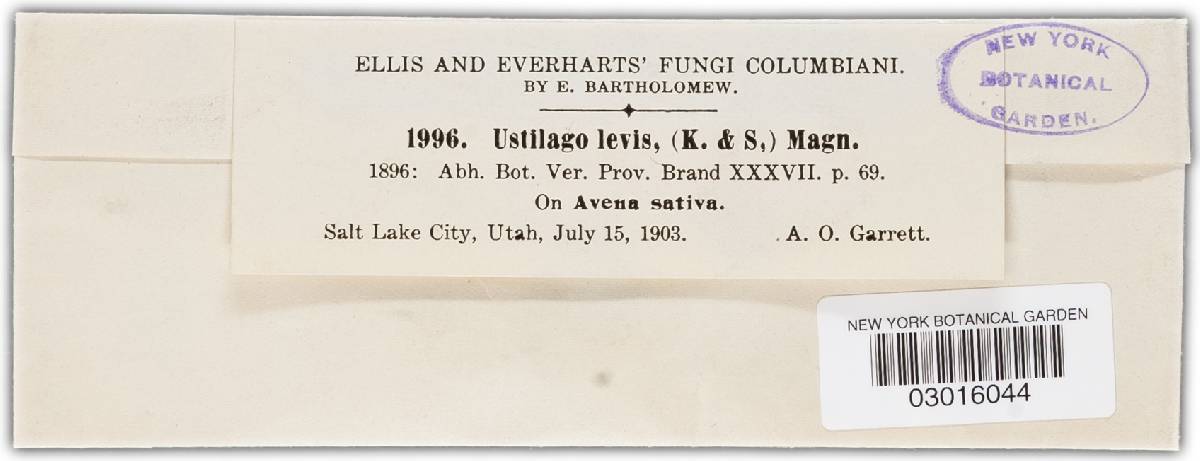 ELLIS AND EVERHARTS' FUNGI COLUMBIANI.
BY E. BARTHOLOMEW.
1996. Ustilago levis, (K. & S,) Magn.
1896: Abh. Bot. Ver. Prov. Brand XXXVII. p. 69.
On Avena sativa.
Salt Lake City, Utah, July 15, 1903. A. O. Garrett.
NEW YORK
BOTANICAL
GARDEN.
NEW YORK BOTANICAL GARDEN
03016044